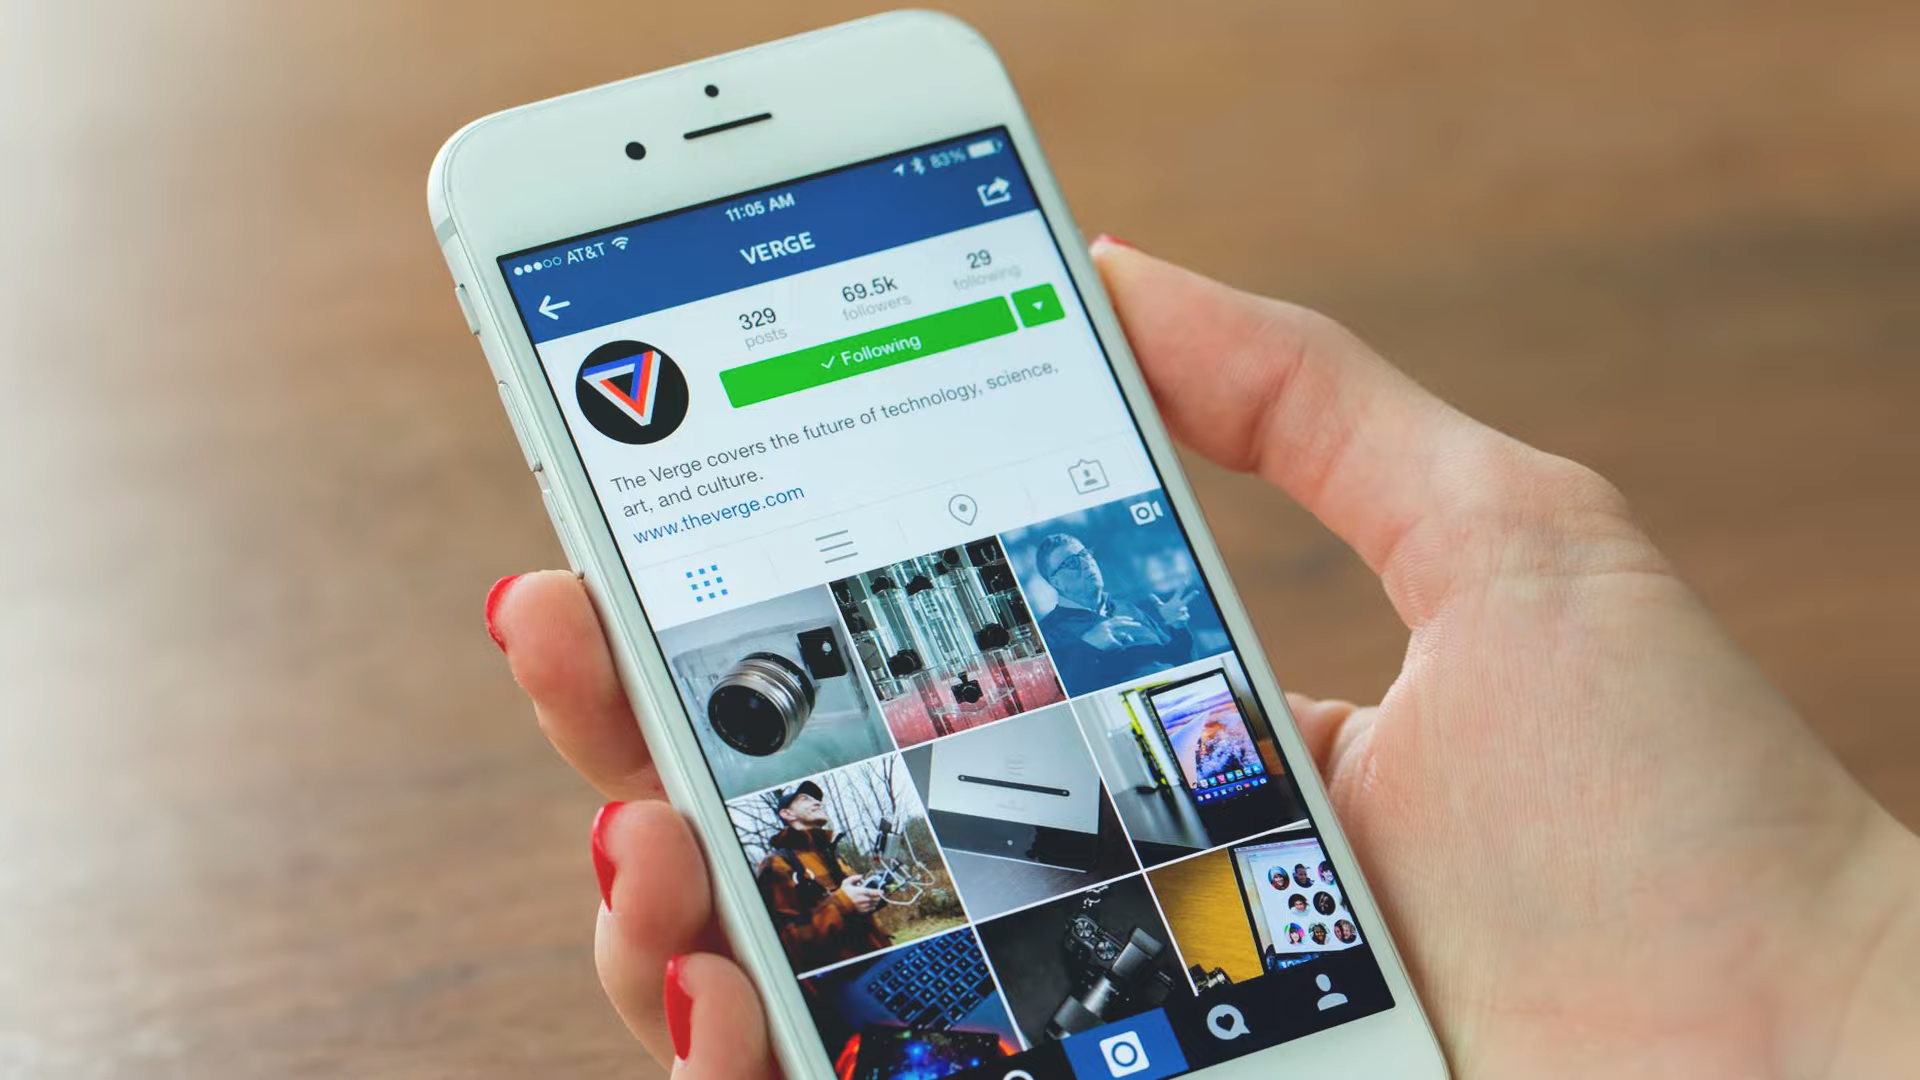 AT&T 11:05 AM 83%
VERGE
329 69.5k 29
posts followers following
✓ Following
The Verge covers the future of technology, science,
art, and culture.
www.theverge.com